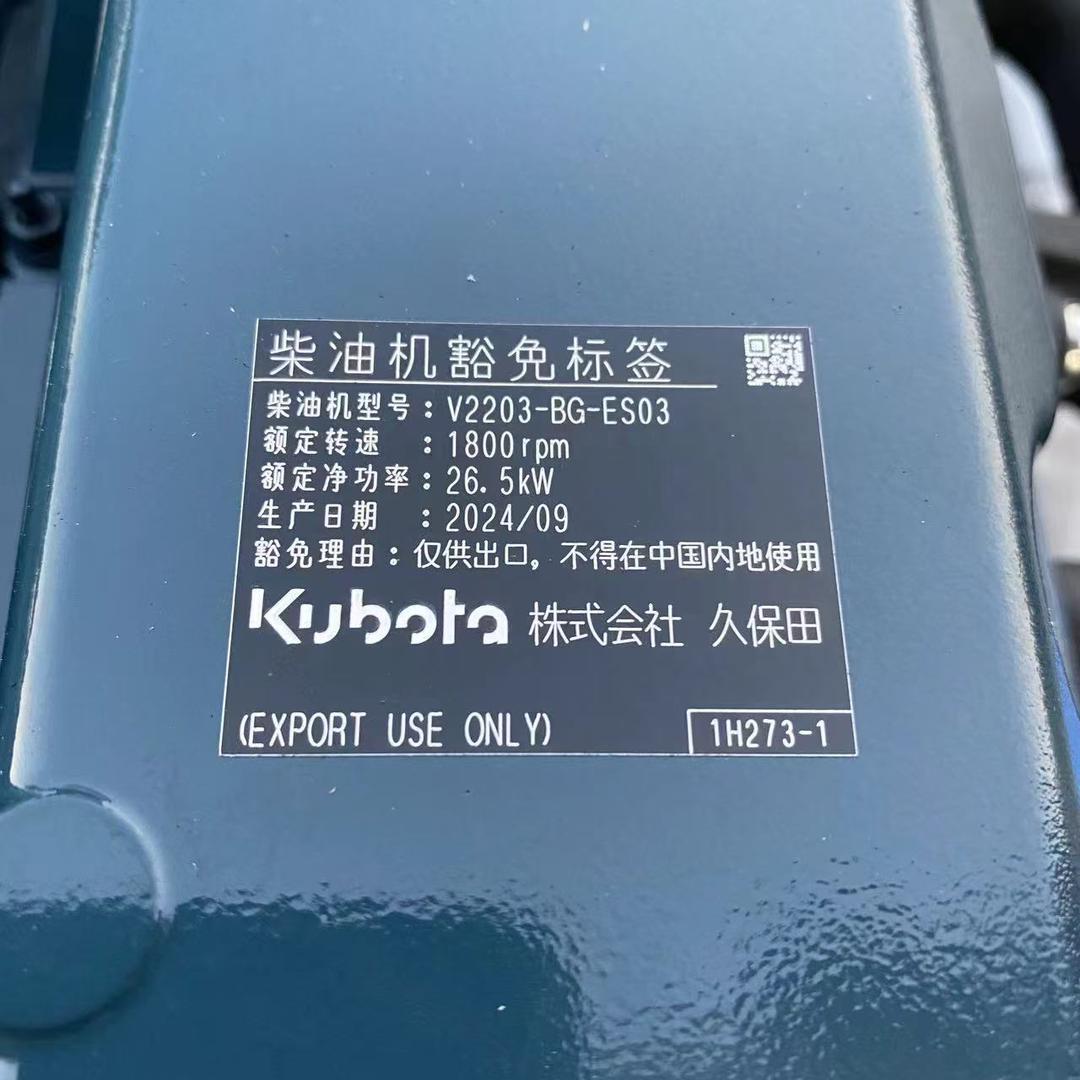 柴油机豁免标签
柴油机型号：V2203-BG-ES03
额定转速：1800rpm
额定净功率：26.5kW
生产日期：2024/09
豁免理由：仅供出口，不得在中国内地使用
Kubota 株式会社 久保田
(EXPORT USE ONLY)
1H273-1